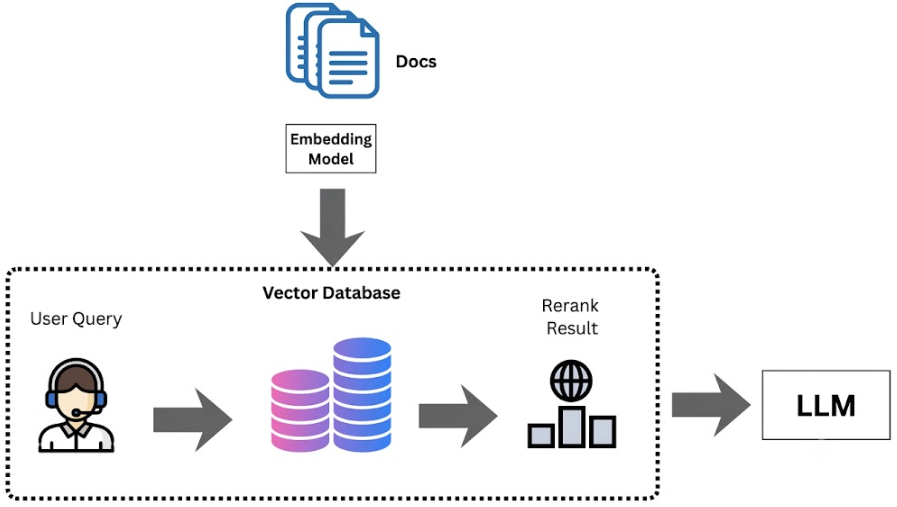 Docs
Embedding
Model
Vector Database
User Query
Rerank
Result
LLM